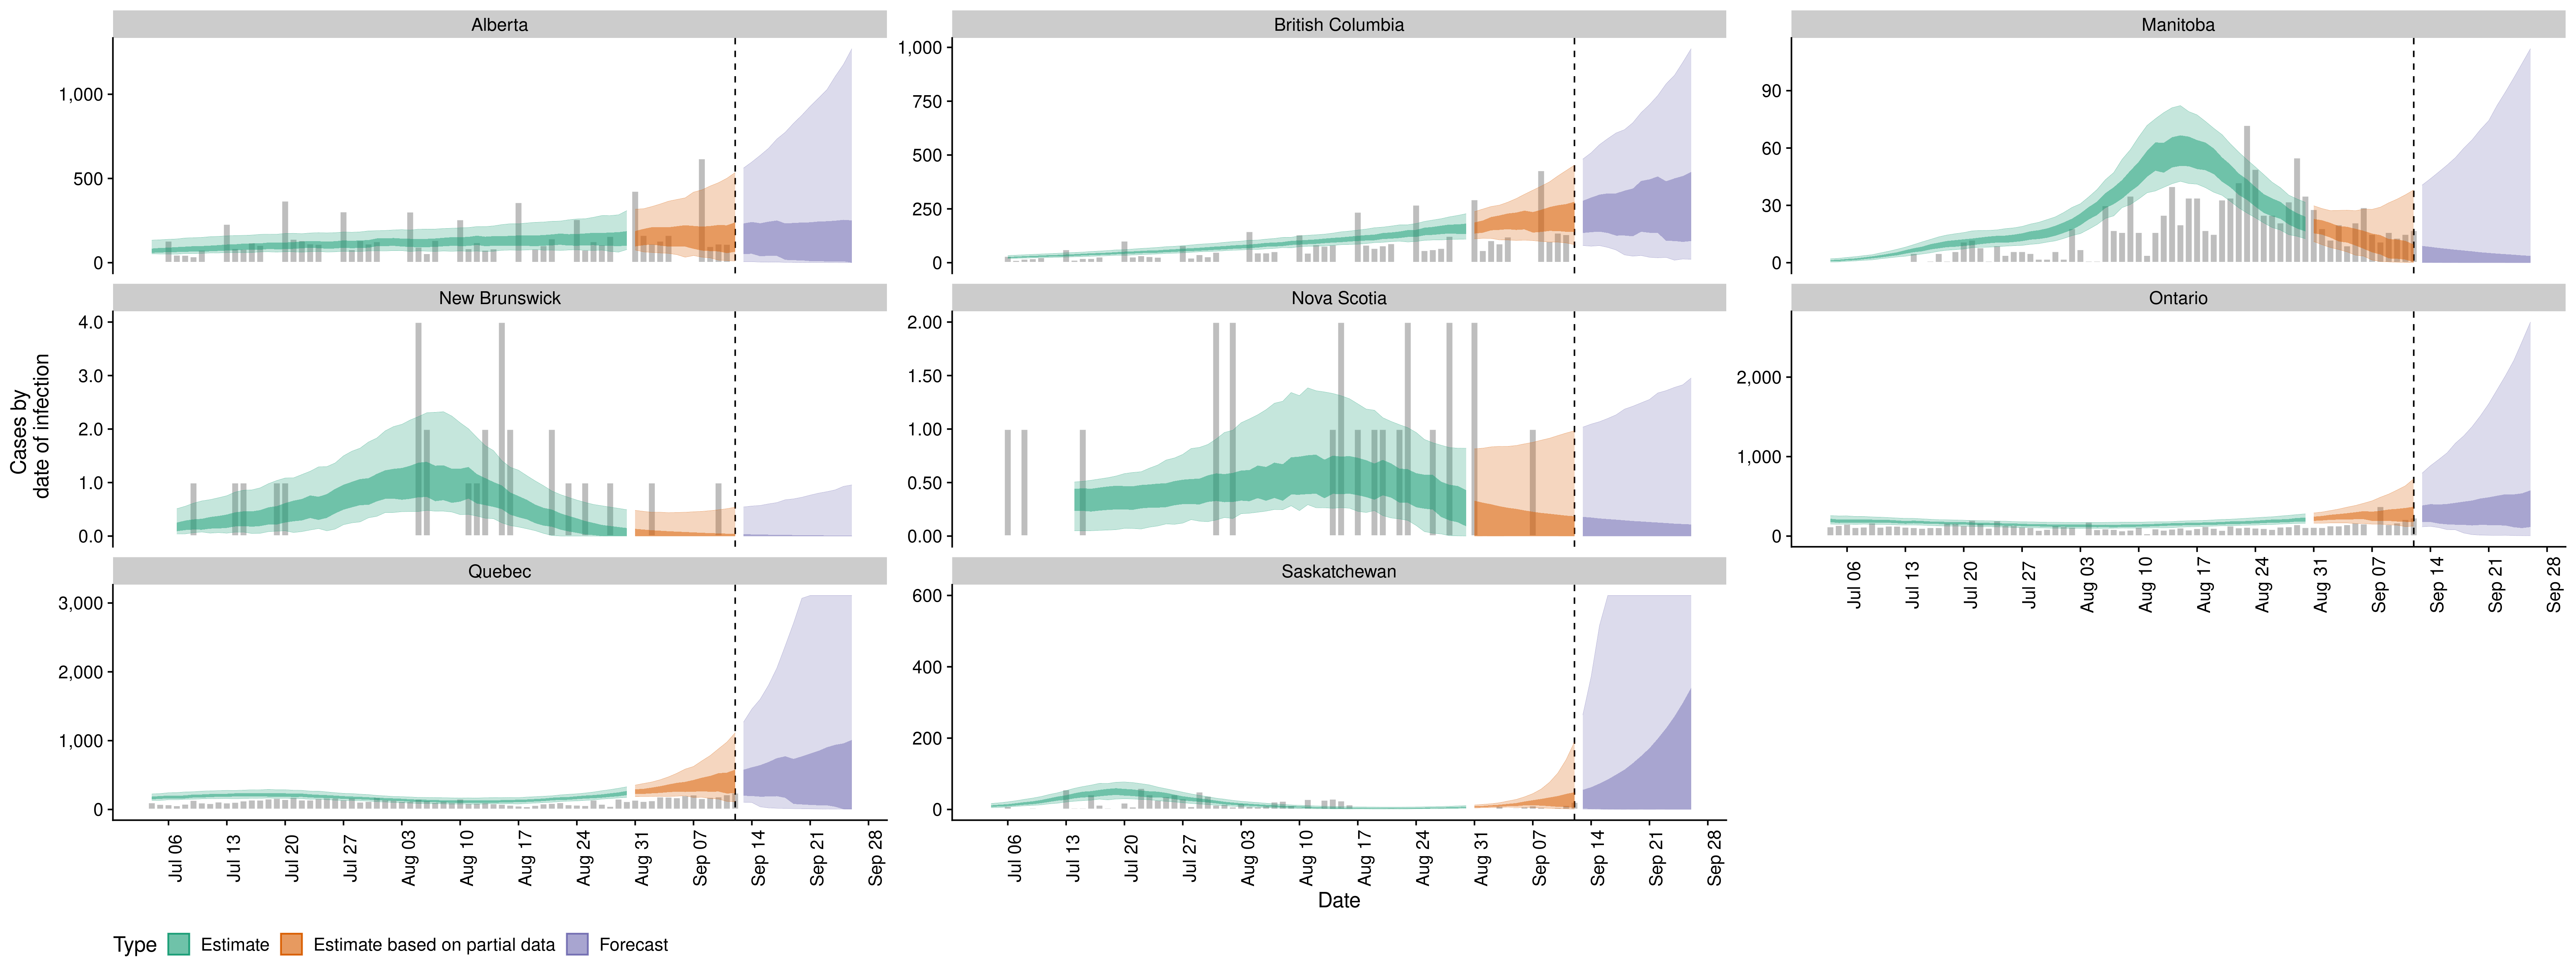 Alberta
British Columbia
Manitoba
1,000
500
0
1,000
750
500
250
0
90
60
30
0
New Brunswick
Nova Scotia
Ontario
4.0
3.0
2.0
1.0
0.0
2.00
1.50
1.00
0.50
0.00
2,000
1,000
0
Jul 06
Jul 13
Jul 20
Jul 27
Aug 03
Aug 10
Aug 17
Aug 24
Aug 31
Sep 07
Sep 14
Sep 21
Sep 28
Cases by
date of infection
Quebec
Saskatchewan
3,000
2,000
1,000
0
600
400
200
0
Jul 06
Jul 13
Jul 20
Jul 27
Aug 03
Aug 10
Aug 17
Aug 24
Aug 31
Sep 07
Sep 14
Sep 21
Sep 28
Jul 06
Jul 13
Jul 20
Jul 27
Aug 03
Aug 10
Aug 17
Aug 24
Aug 31
Sep 07
Sep 14
Sep 21
Sep 28
Date
Type Estimate Estimate based on partial data Forecast